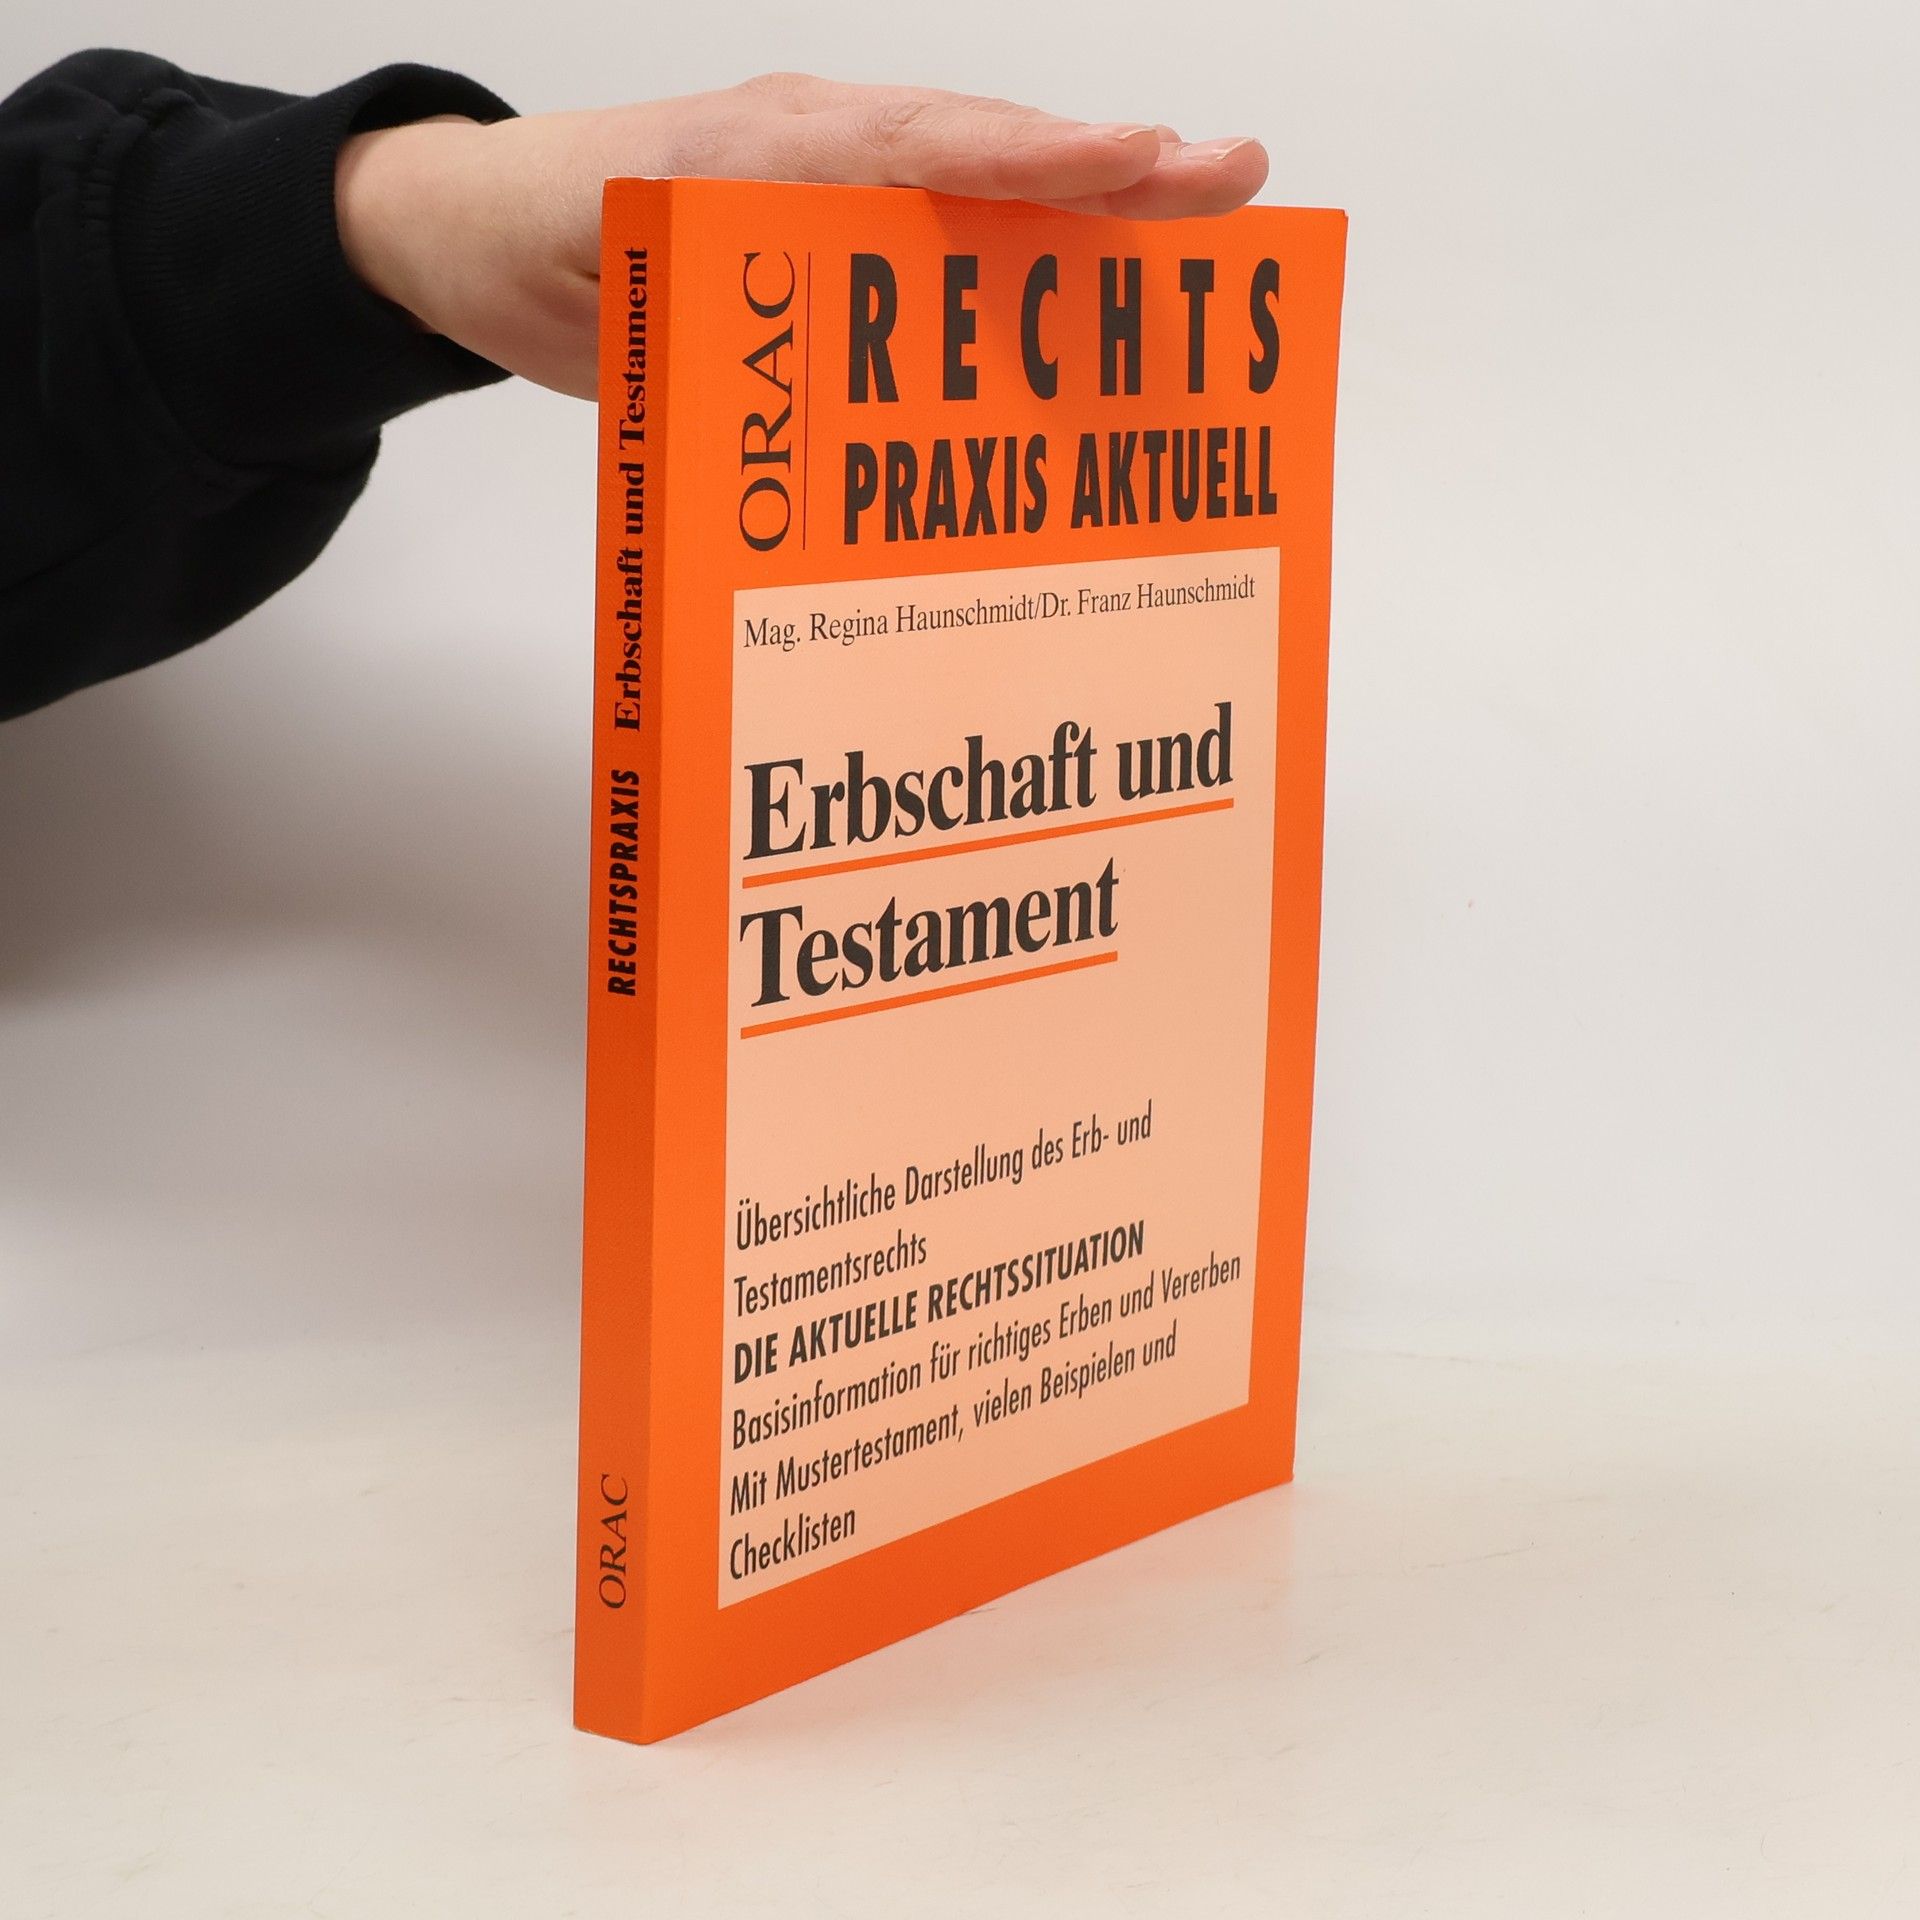 RECHTSPRAXIS Erbschaft und Testament
ORAC
ORAC
RECHTS
PRAXIS AKTUELL
Mag. Regina Haunschmidt/Dr. Franz Haunschmidt
Erbschaft und
Testament
Übersichtliche Darstellung des Erb- und
Testamentsrechts
DIE AKTUELLE RECHTSSITUATION
Basisinformation für richtiges Erben und Vererben
Mit Mustertestament, vielen Beispielen und
Checklisten